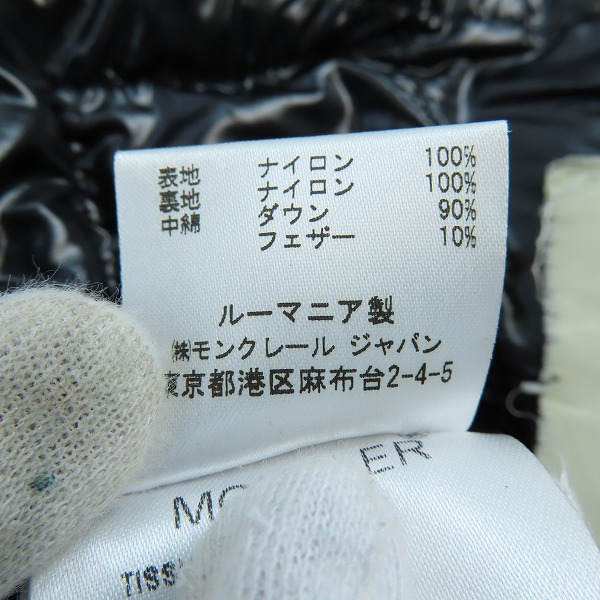 表地 ナイロン 100%
裏地 ナイロン 100%
中綿 ダウン 90%
フェザー 10%
ルーマニア製
㈱モンクレール ジャパン
東京都港区麻布台2-4-5